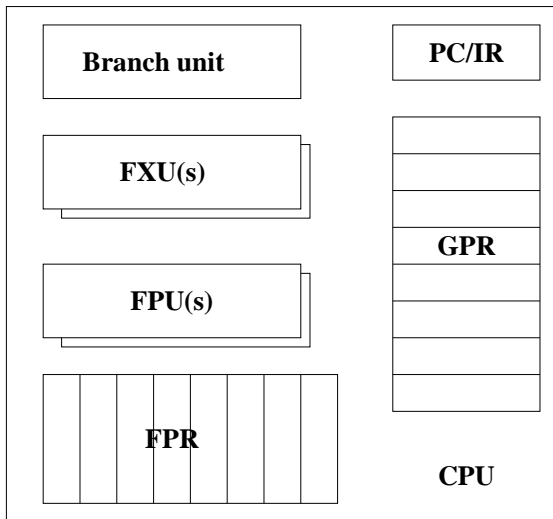 Branch unit
PC/IR
FXU(s)
GPR
FPU(s)
FPR
CPU